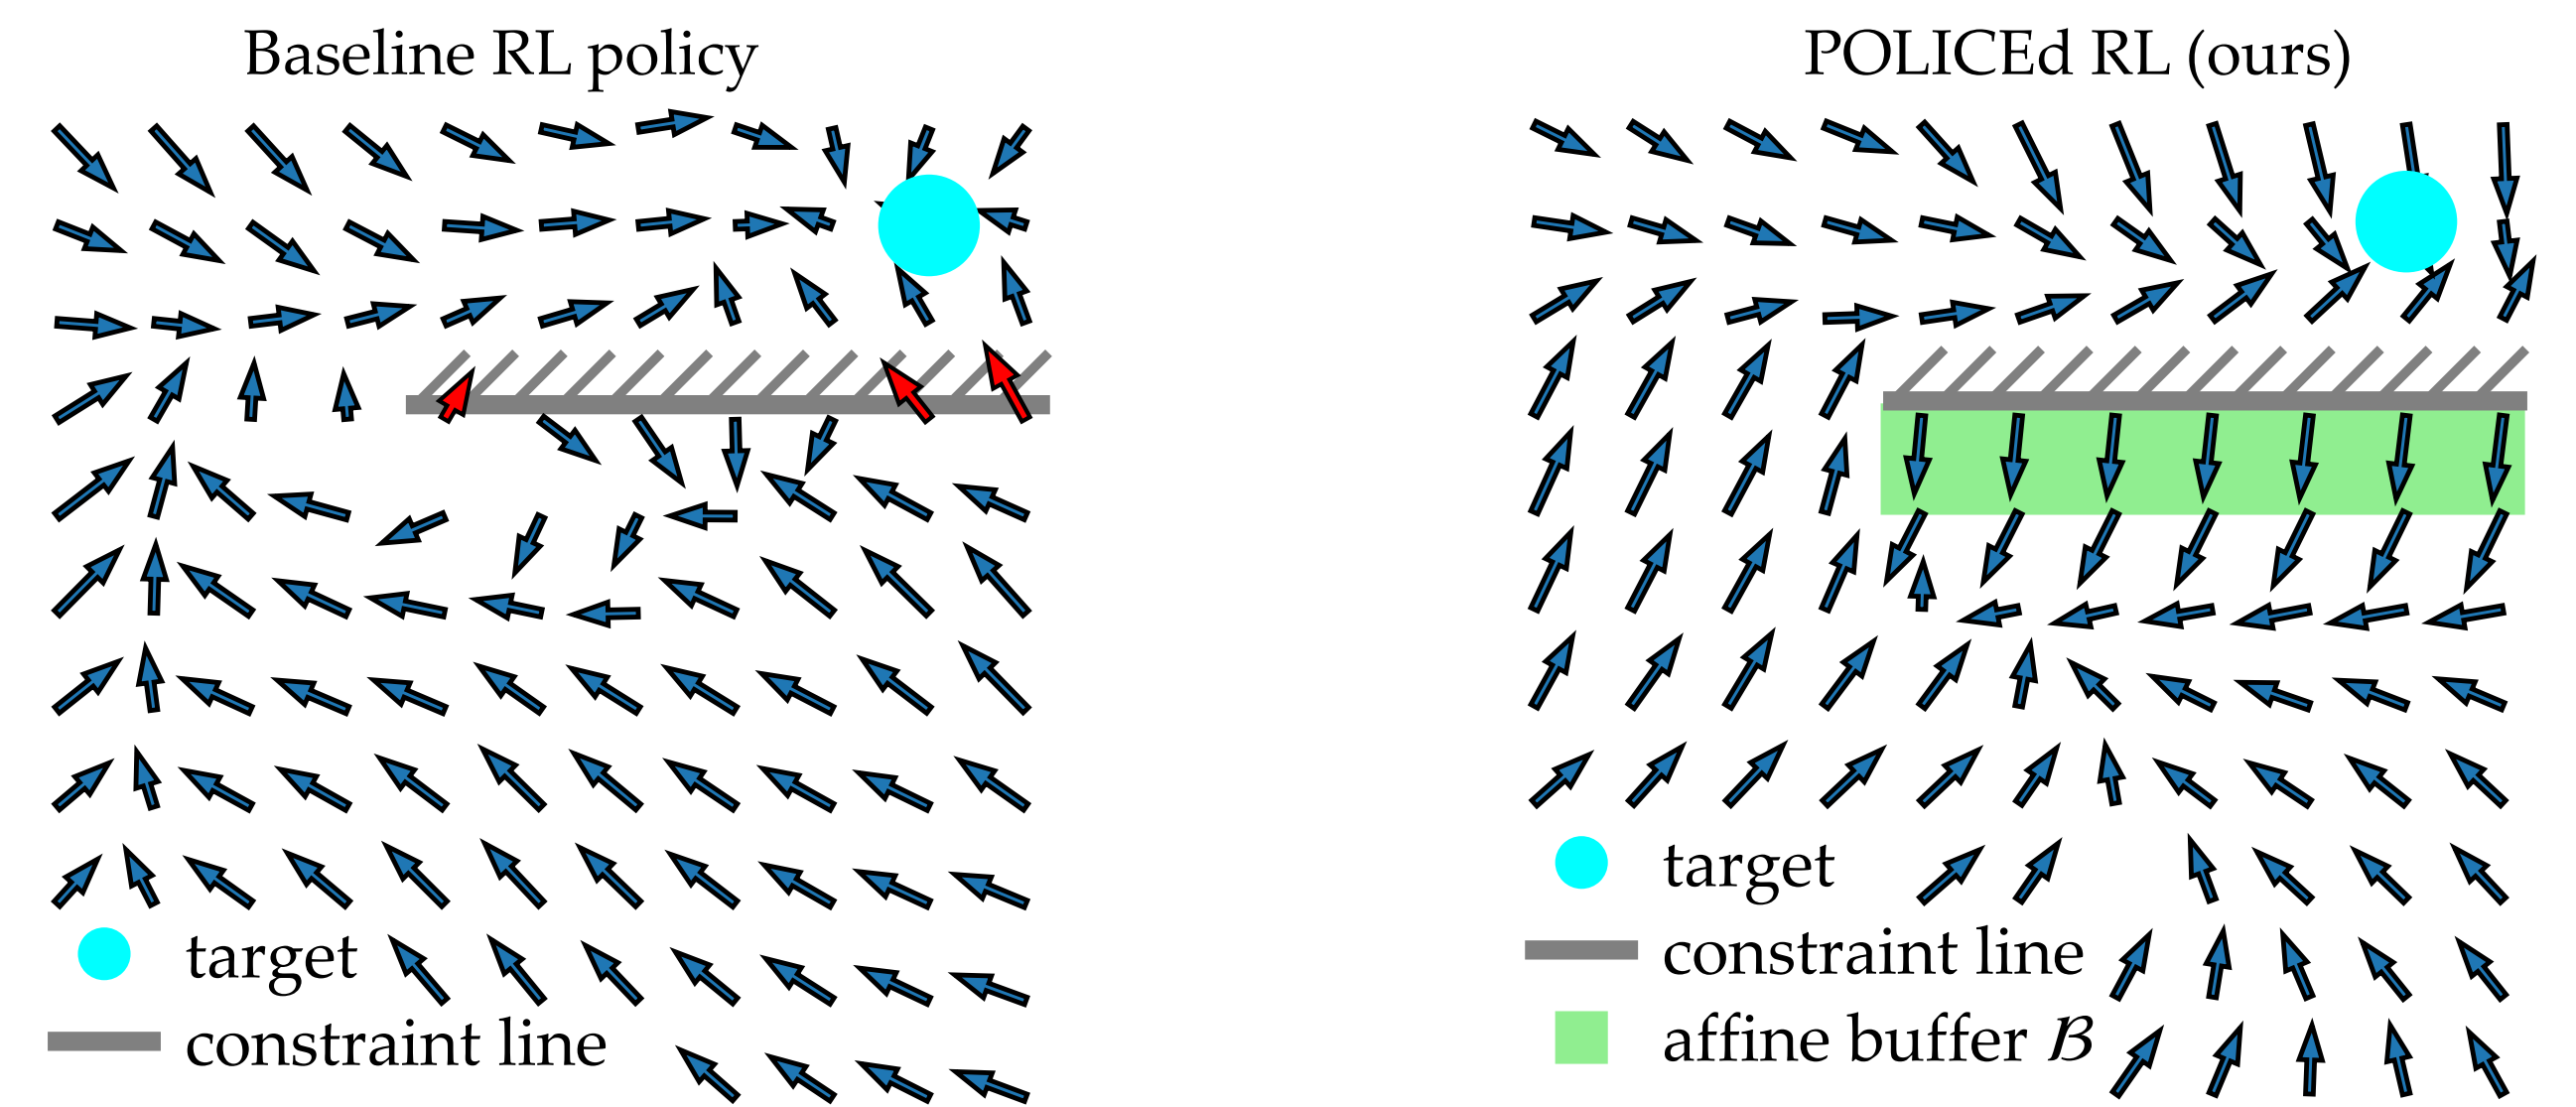 Baseline RL policy
target
constraint line
POLICEd RL (ours)
target
constraint line
affine buffer ℬ